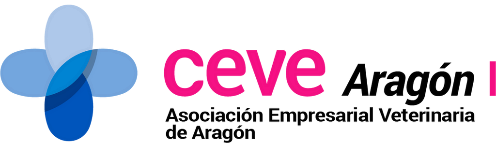 ceve Aragón |
Asociación Empresarial Veterinaria
de Aragón